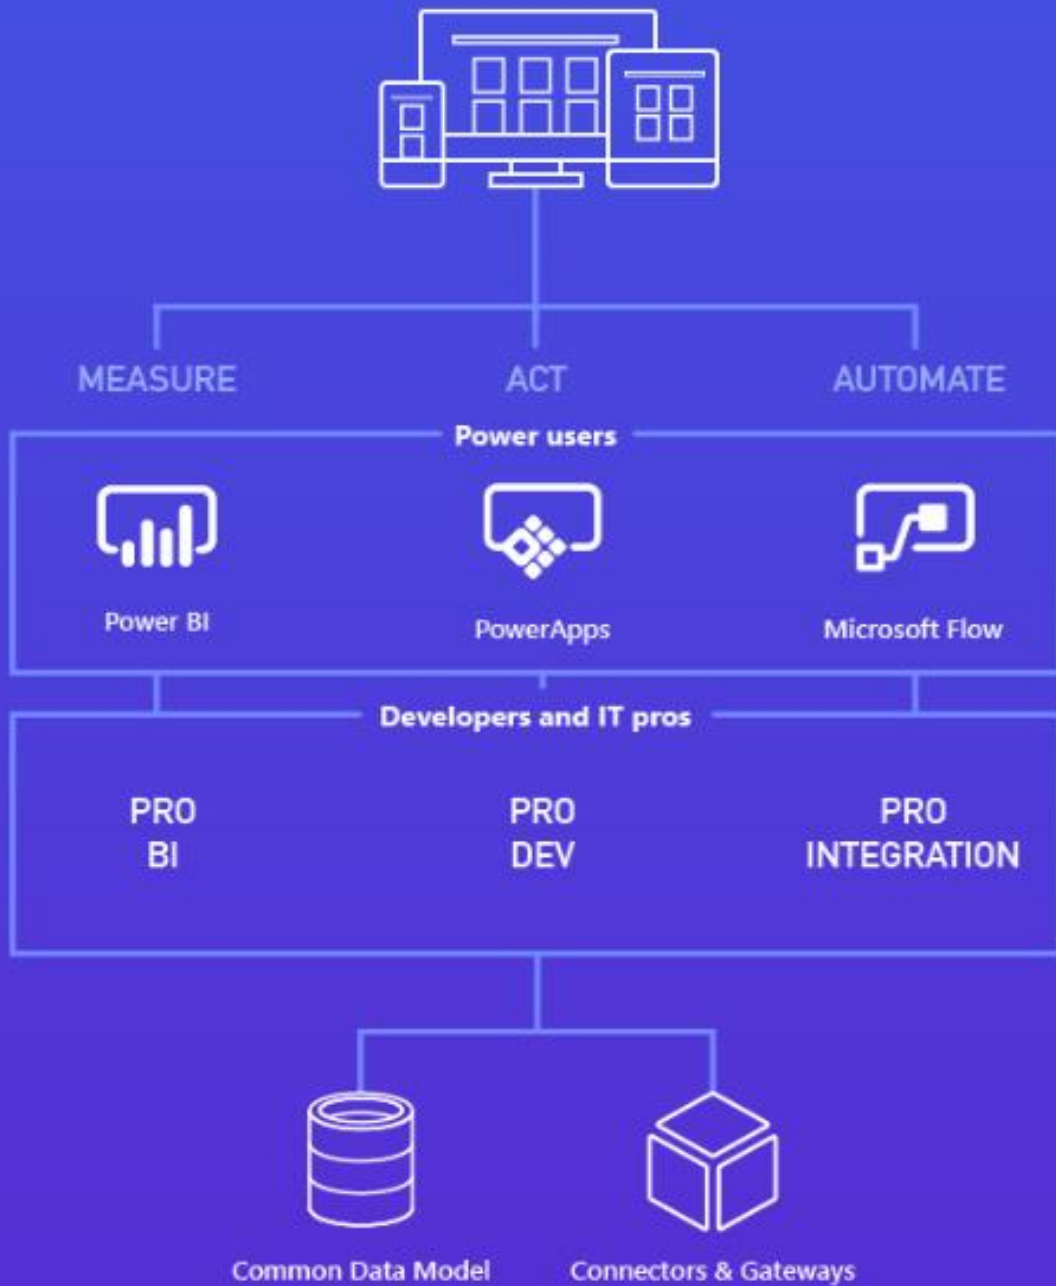 MEASURE
ACT
AUTOMATE
Power users
Power BI
PowerApps
Microsoft Flow
Developers and IT pros
PRO
BI
PRO
DEV
PRO
INTEGRATION
Common Data Model
Connectors & Gateways